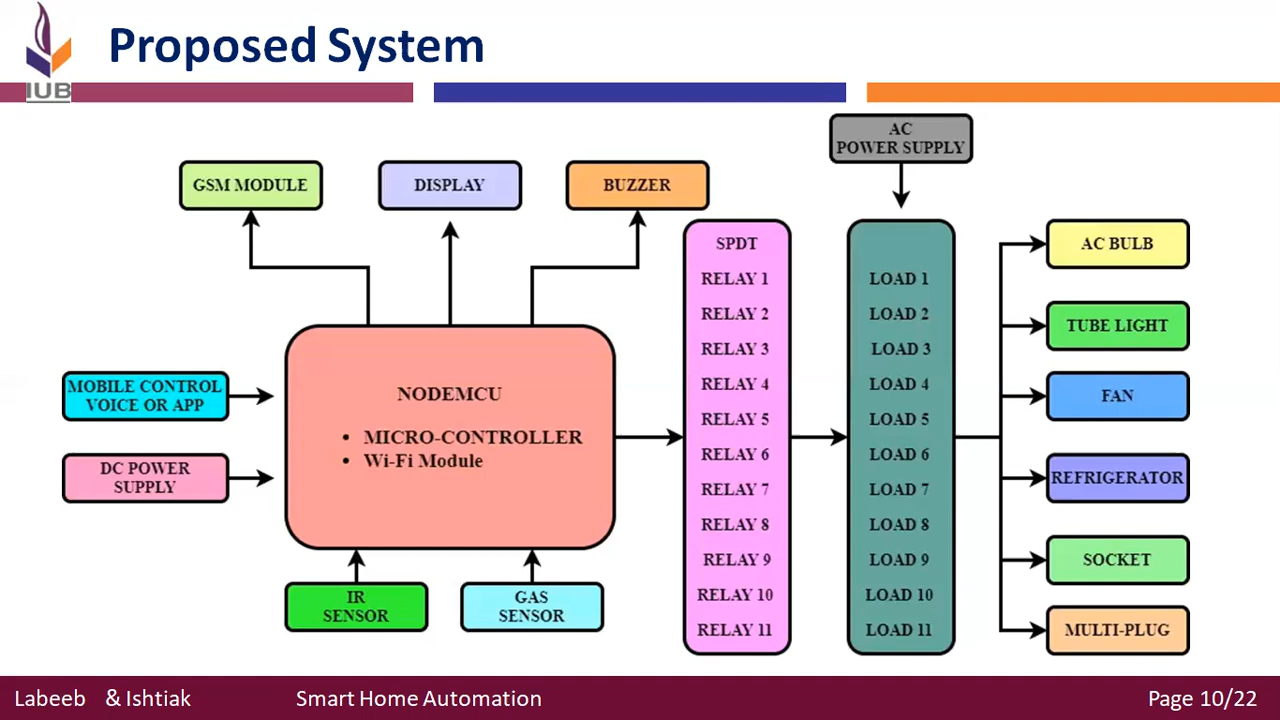 IUB
Proposed System
AC
POWER SUPPLY
GSM MODULE
DISPLAY
BUZZER
MOBILE CONTROL
VOICE OR APP
DC POWER
SUPPLY
NODEMCU
• MICRO-CONTROLLER
• Wi-Fi Module
IR
SENSOR
GAS
SENSOR
SPDT
RELAY 1
RELAY 2
RELAY 3
RELAY 4
RELAY 5
RELAY 6
RELAY 7
RELAY 8
RELAY 9
RELAY 10
RELAY 11
LOAD 1
LOAD 2
LOAD 3
LOAD 4
LOAD 5
LOAD 6
LOAD 7
LOAD 8
LOAD 9
LOAD 10
LOAD 11
AC BULB
TUBE LIGHT
FAN
REFRIGERATOR
SOCKET
MULTI-PLUG
Labeeb & Ishtiak
Smart Home Automation
Page 10/22